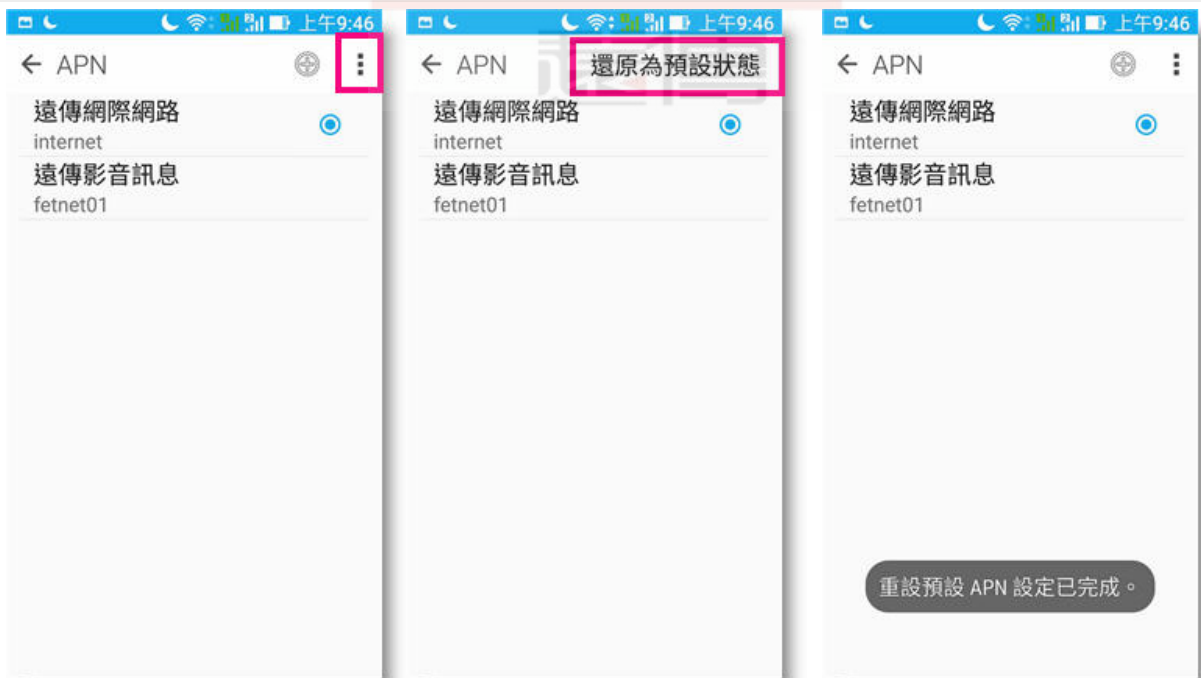 上午9:46
APN
遠傳網際網路
internet
遠傳影音訊息
fetnet01
上午9:46
APN
還原為預設狀態
遠傳網際網路
internet
遠傳影音訊息
fetnet01
上午9:46
APN
遠傳網際網路
internet
遠傳影音訊息
fetnet01
重設預設 APN 設定已完成。